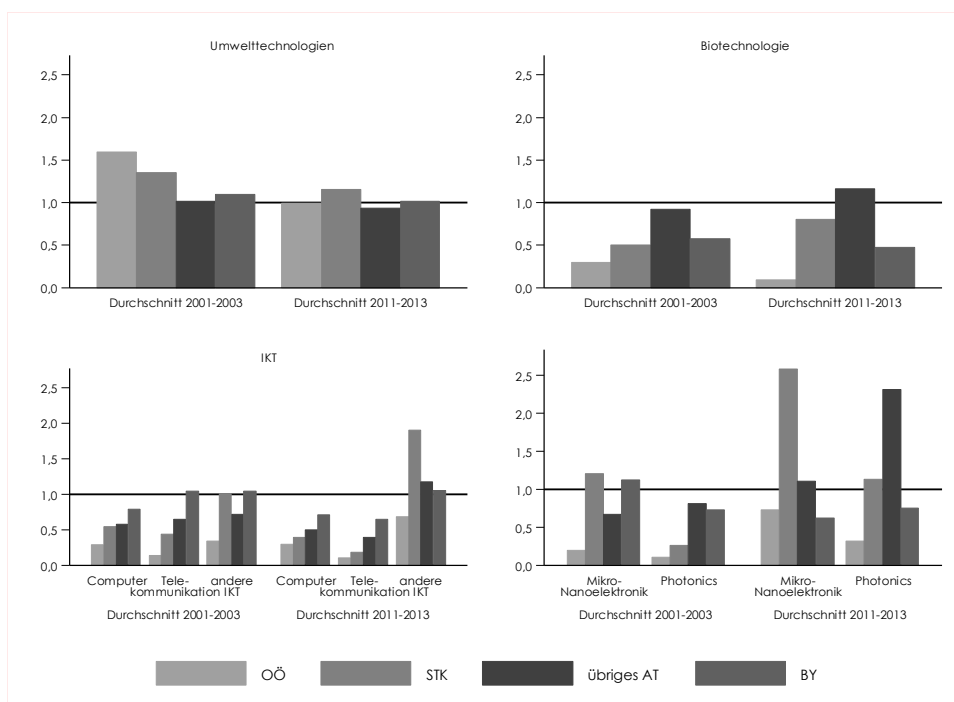 Umwelttechnologien
2,5
2,0
1,5
1,0
0,5
0,0
Durchschnitt 2001-2003 Durchschnitt 2011-2013
Biotechnologie
2,5
2,0
1,5
1,0
0,5
0,0
Durchschnitt 2001-2003 Durchschnitt 2011-2013
IKT
2,5
2,0
1,5
1,0
0,5
0,0
Computer Tele- andere Computer Tele- andere
kommunikation IKT kommunikation IKT
Durchschnitt 2001-2003 Durchschnitt 2011-2013
2,5
2,0
1,5
1,0
0,5
0,0
Mikro- Photonics Mikro- Photonics
Nanoelektronik Nanoelektronik
Durchschnitt 2001-2003 Durchschnitt 2011-2013
OÖ STK übriges AT BY